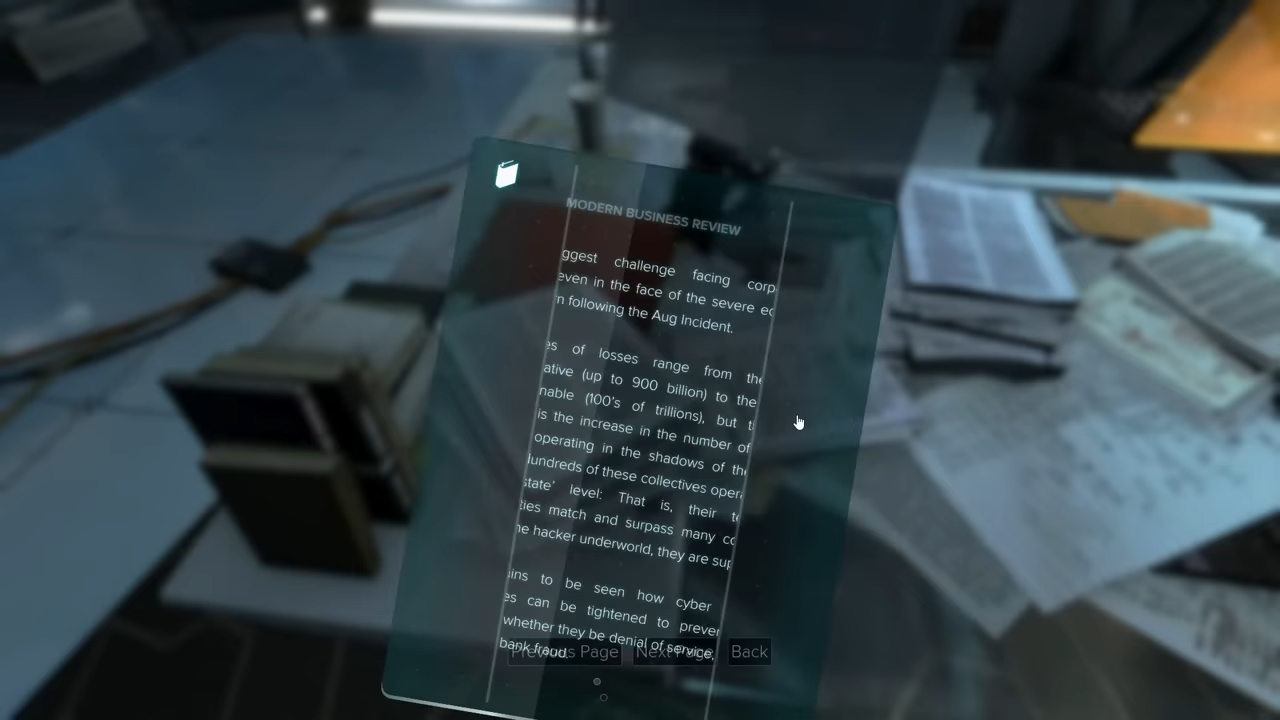 MODERN BUSINESS REVIEW
ggest challenge facing corp
even in the face of the severe ec
n following the Aug Incident.
es of losses range from the
ative (up to 900 billion) to the
nable (100's of trillions), but t
is the increase in the number of
operating in the shadows of the
undreds of these collectives oper
state' level: That is, their te
ties match and surpass many co
he hacker underworld, they are sup
ins to be seen how cyber
es can be tightened to prever
whether they be denial of service,
bank fraud.
Previous Page Next Page Back